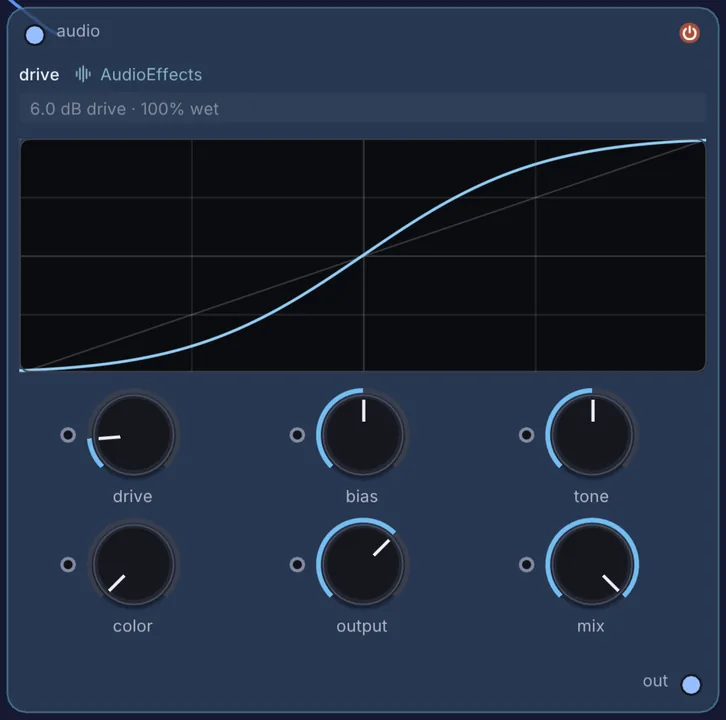 audio
drive AudioEffects
6.0 dB drive · 100% wet
drive bias tone
color output mix
out